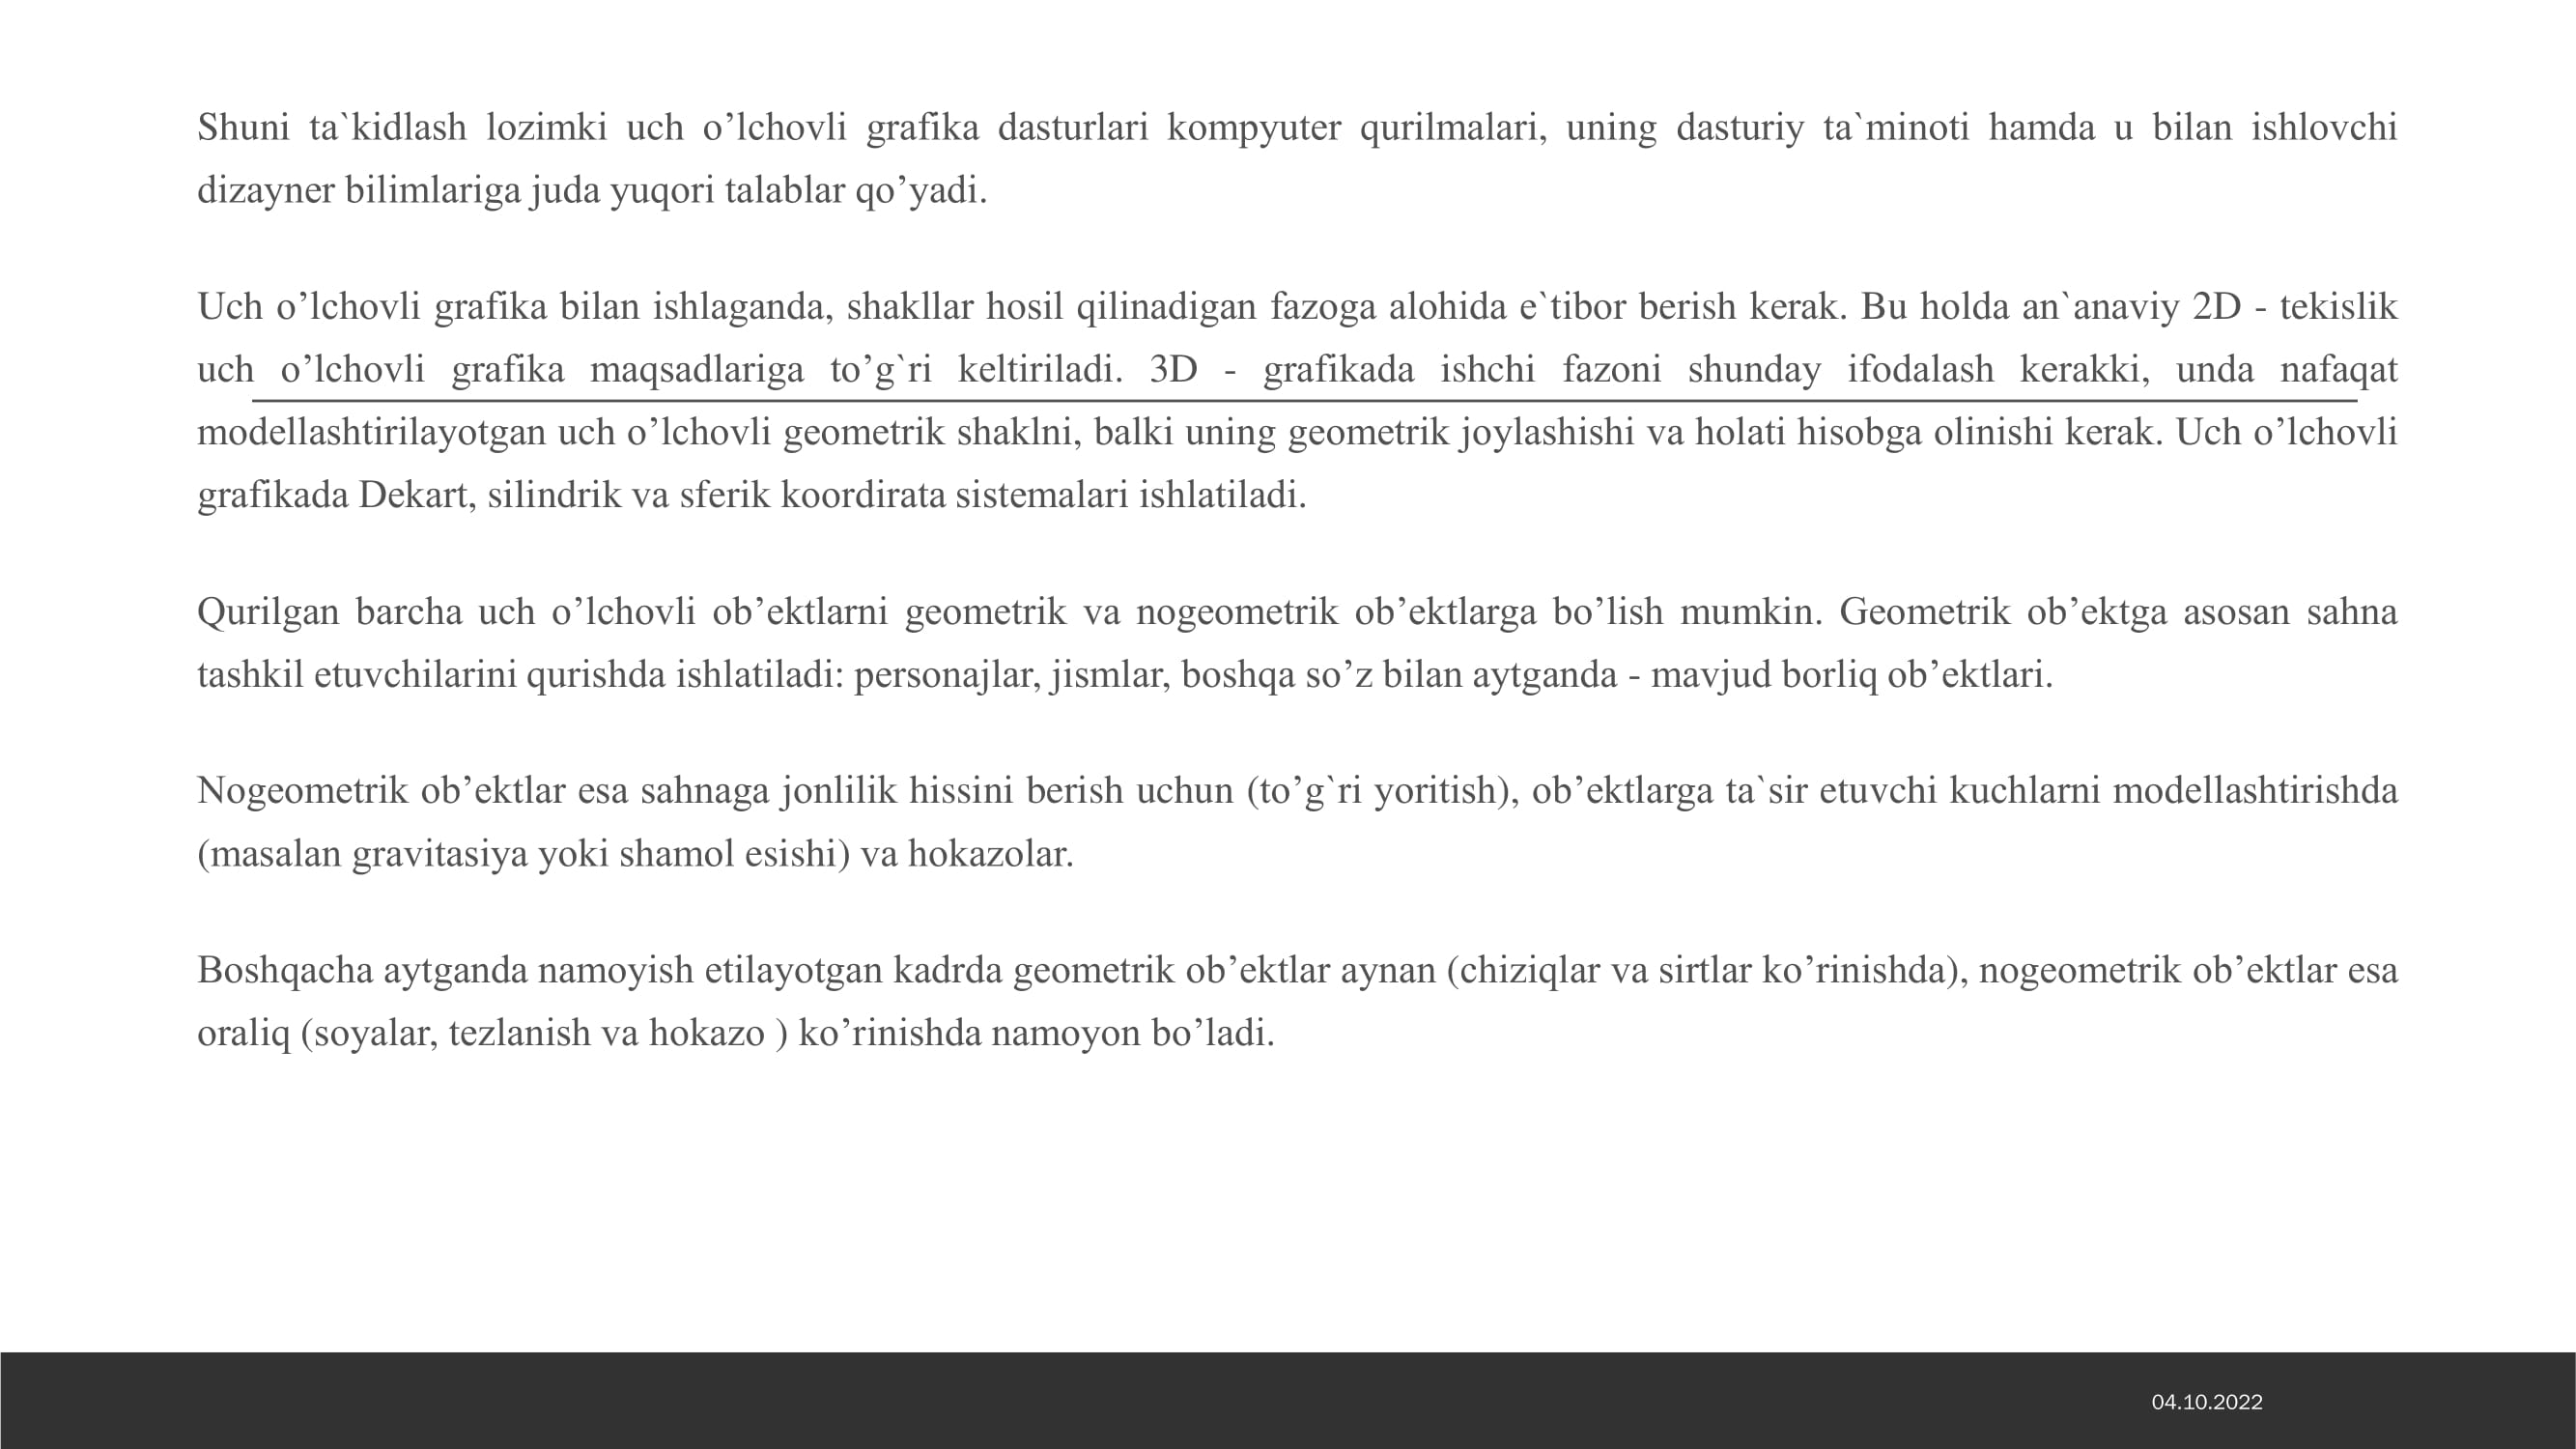 Shuni ta`kidlash lozimki uch o’lchovli grafika dasturlari kompyuter qurilmalari, uning dasturiy ta`minoti hamda u bilan ishlovchi
dizayner bilimlariga juda yuqori talablar qo’yadi.
Uch o’lchovli grafika bilan ishlaganda, shakllar hosil qilinadigan fazoga alohida e`tibor berish kerak. Bu holda an`anaviy 2D - tekislik
uch o’lchovli grafika maqsadlariga to’g`ri keltiriladi. 3D - grafikada ishchi fazoni shunday ifodalash kerakki, unda nafaqat
modellashtirilayotgan uch o’lchovli geometrik shaklni, balki uning geometrik joylashishi va holati hisobga olinishi kerak. Uch o’lchovli
grafikada Dekart, silindrik va sferik koordirata sistemalari ishlatiladi.
Qurilgan barcha uch o’lchovli ob’ektlarni geometrik va nogeometrik ob’ektlarga bo’lish mumkin. Geometrik ob’ektga asosan sahna
tashkil etuvchilarini qurishda ishlatiladi: personajlar, jismlar, boshqa so’z bilan aytganda - mavjud borliq ob’ektlari.
Nogeometrik ob’ektlar esa sahnaga jonlilik hissini berish uchun (to’g`ri yoritish), ob’ektlarga ta`sir etuvchi kuchlarni modellashtirishda
(masalan gravitasiya yoki shamol esishi) va hokazolar.
Boshqacha aytganda namoyish etilayotgan kadrda geometrik ob’ektlar aynan (chiziqlar va sirtlar ko’rinishda), nogeometrik ob’ektlar esa
oraliq (soyalar, tezlanish va hokazo ) ko’rinishda namoyon bo’ladi.
04.10.2022